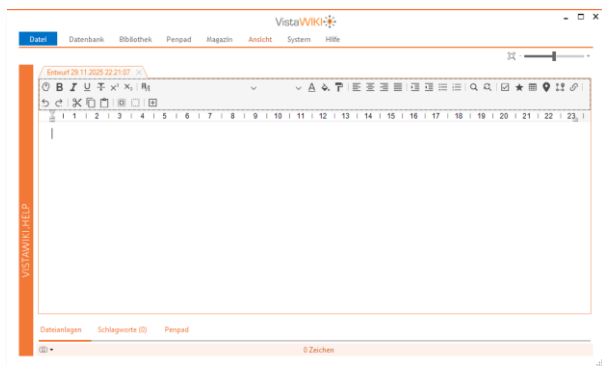 VistaWIKI
Datei Datenbank Bibliothek Penpad Magazin Ansicht System Hilfe
Entwurf 29.11.2025 22:21:07
B I U T x² x₂
1 2 3 4 5 6 7 8 9 10 11 12 13 14 15 16 17 18 19 20 21 22 23
VISTAWIKI.HELP
Dateianlagen Schlagworte (0) Penpad
0 Zeichen